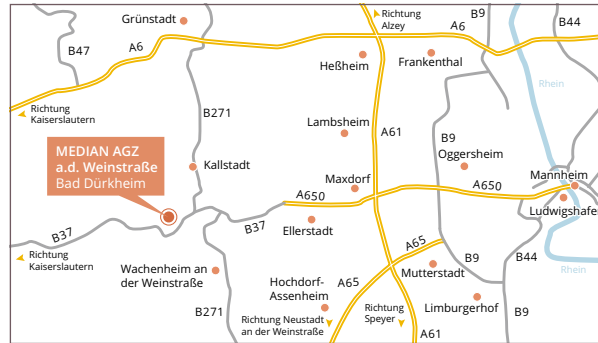 Grünstadt
Richtung
Alzey
B9
A6
B44
B47
A6
Heßheim
Frankenthal
Rhein
Richtung
Kaiserslautern
B271
Lambsheim
A61
B9
Oggersheim
MEDIAN AGZ
a.d. Weinstraße
Bad Dürkheim
Kallstadt
Maxdorf
A650
A650
Mannheim
Ludwigshafe
B37
B37
Ellerstadt
Richtung
Kaiserslautern
A65
B9
B44
Rhein
Wachenheim an
der Weinstraße
Hochdorf-
Assenheim
A65
Mutterstadt
Limburgerhof
B271
Richtung Neustadt
an der Weinstraße
Richtung
Speyer
A61
B9